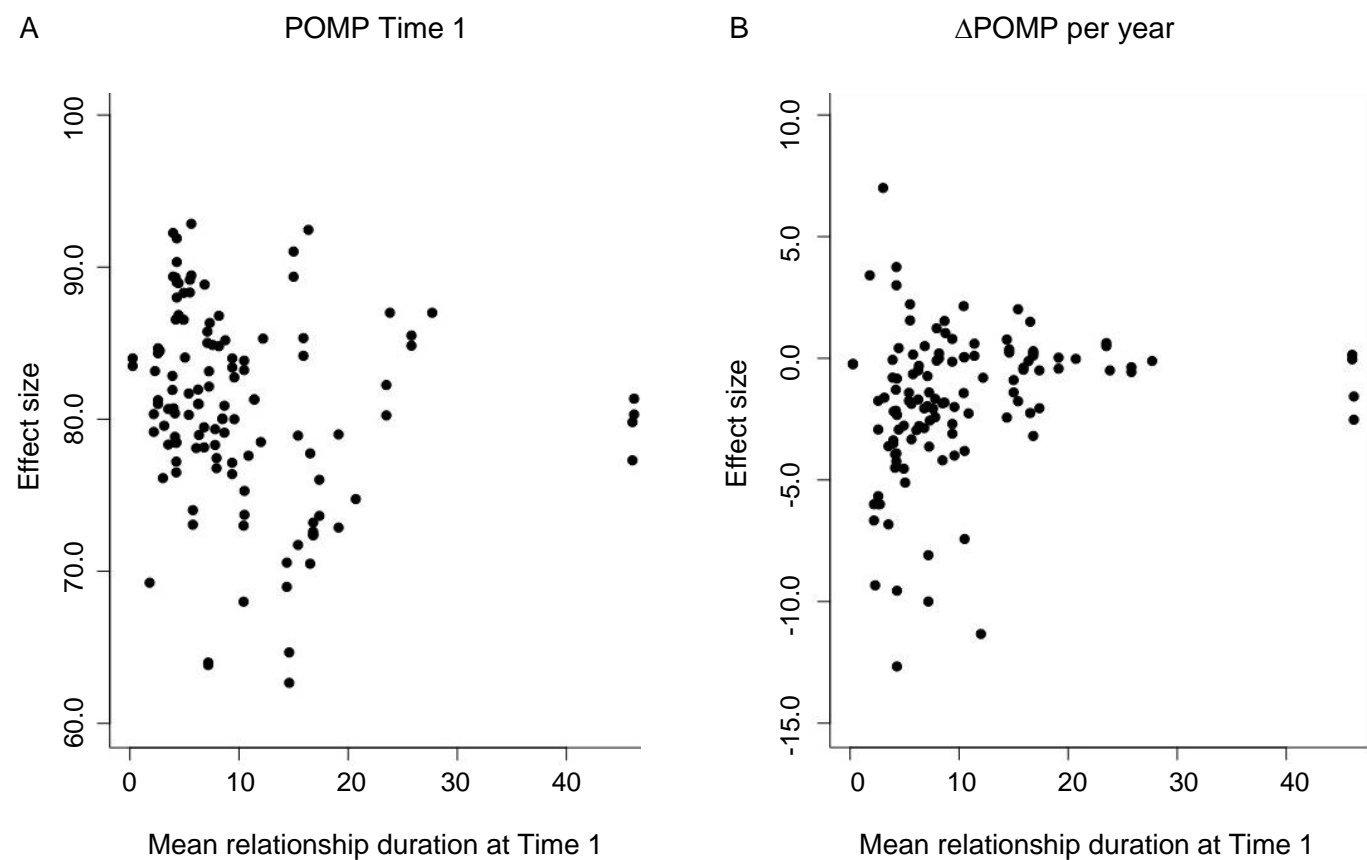 A POMP Time 1
Effect size
100
90.0
80.0
70.0
60.0
0 10 20 30 40
Mean relationship duration at Time 1
B ΔPOMP per year
Effect size
10.0
5.0
0.0
-5.0
-10.0
-15.0
0 10 20 30 40
Mean relationship duration at Time 1